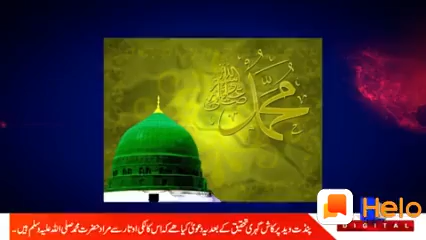 محمد
صلى الله عليه وسلم
Helo
DIGITAL
پنڈت وید پرکاش گہری تحقیق کے بعد یہ دعویٰ کیا ھے کہ اس کالکی اوتار سے مراد حضرت محمد صلی اللہ علیہ وسلم ہیں۔